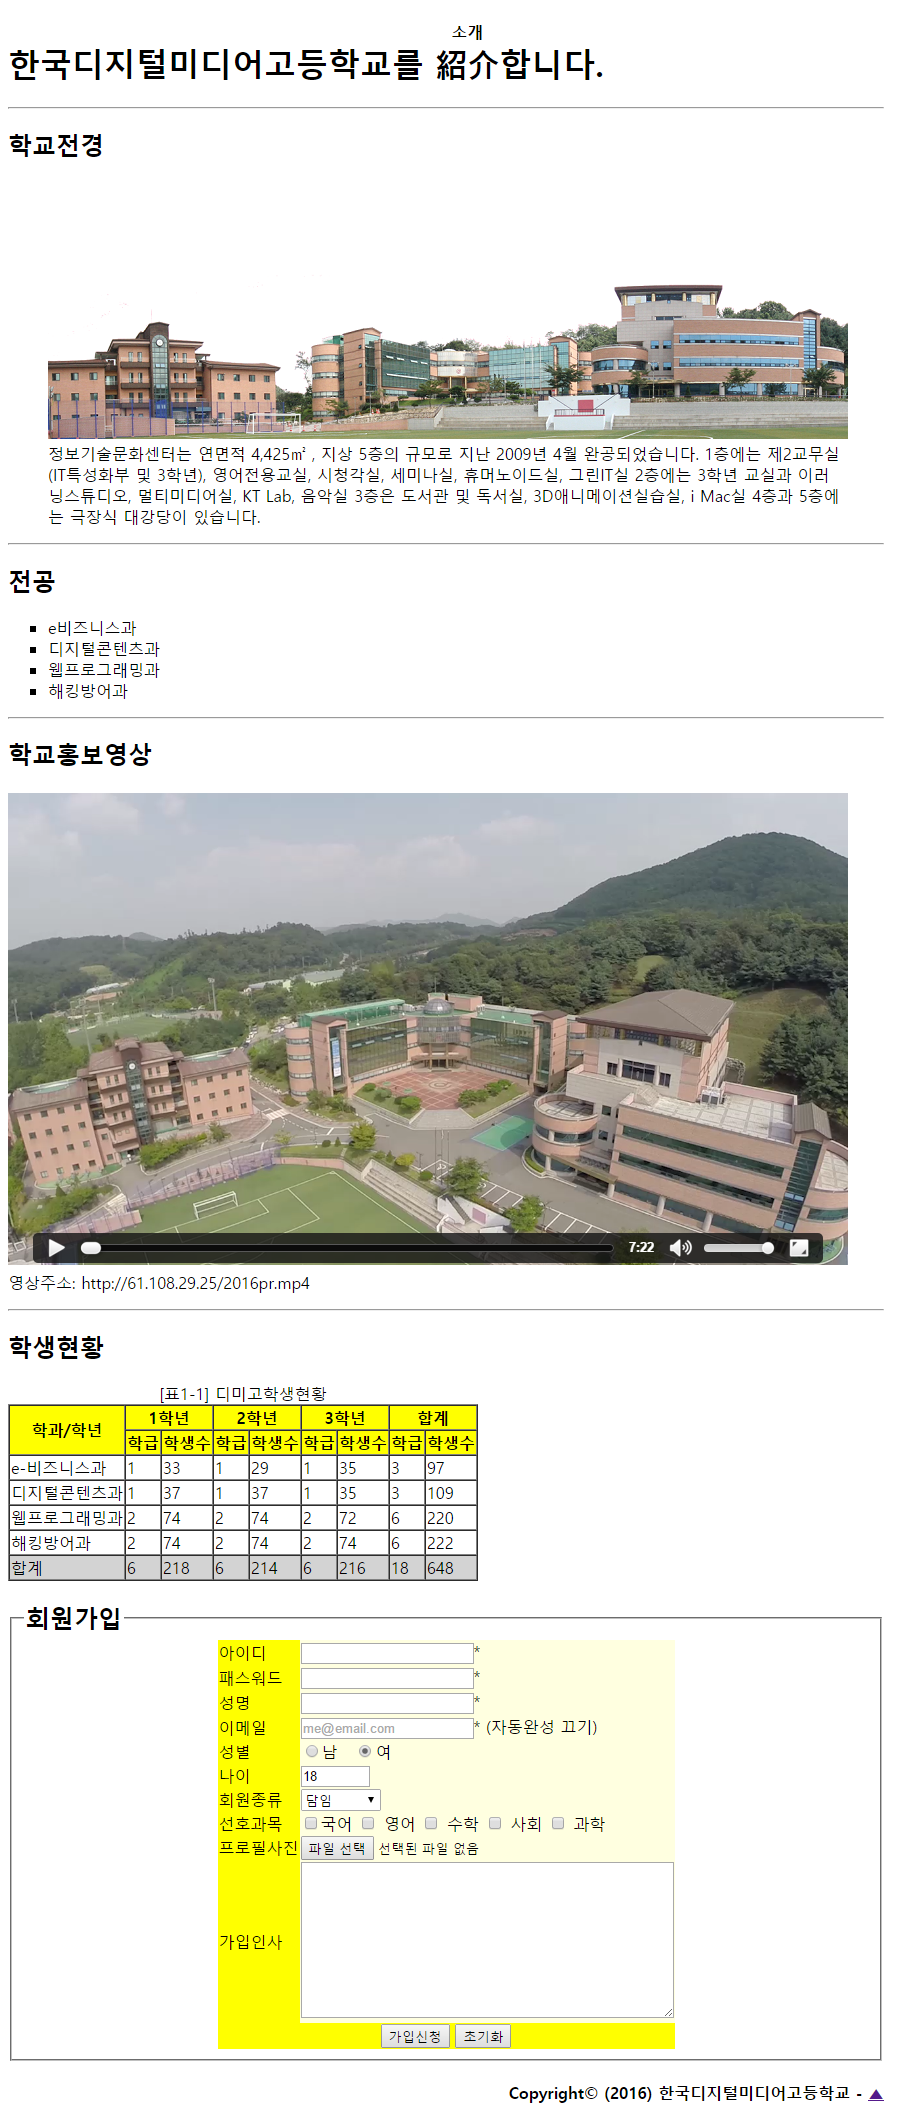 소개
한국디지털미디어고등학교를 紹介합니다.
학교전경
정보기술문화센터는 연면적 4,425㎡ , 지상 5층의 규모로 지난 2009년 4월 완공되었습니다. 1층에는 제2교무실
(IT특성화부 및 3학년), 영어전용교실, 시청각실, 세미나실, 휴머노이드실, 그린IT실 2층에는 3학년 교실과 이러
닝스튜디오, 멀티미디어실, KT Lab, 음악실 3층은 도서관 및 독서실, 3D애니메이션실습실, i Mac실 4층과 5층에
는 극장식 대강당이 있습니다.
전공
e비즈니스과
디지털콘텐츠과
웹프로그래밍과
해킹방어과
학교홍보영상
7:22
영상주소: http://61.108.29.25/2016pr.mp4
학생현황
[표1-1] 디미고학생현황
학과/학년 1학년 2학년 3학년 합계
학급 학생수 학급 학생수 학급 학생수 학급 학생수
e-비즈니스과 1 33 1 29 1 35 3 97
디지털콘텐츠과 1 37 1 37 1 35 3 109
웹프로그래밍과 2 74 2 74 2 72 6 220
해킹방어과 2 74 2 74 2 74 6 222
합계 6 218 6 214 6 216 18 648
회원가입
아이디 *
패스워드 *
성명 *
이메일 me@email.com * (자동완성 끄기)
성별 남 여
나이 18
회원종류 담임
선호과목 국어 영어 수학 사회 과학
프로필사진 파일 선택 선택된 파일 없음
가입인사
가입신청 초기화
Copyright© (2016) 한국디지털미디어고등학교 - ▲